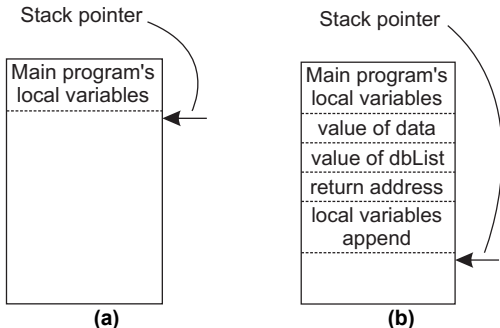 Stack pointer
Main program's
local variables
(a)
Stack pointer
Main program's
local variables
value of data
value of dbList
return address
local variables
append
(b)